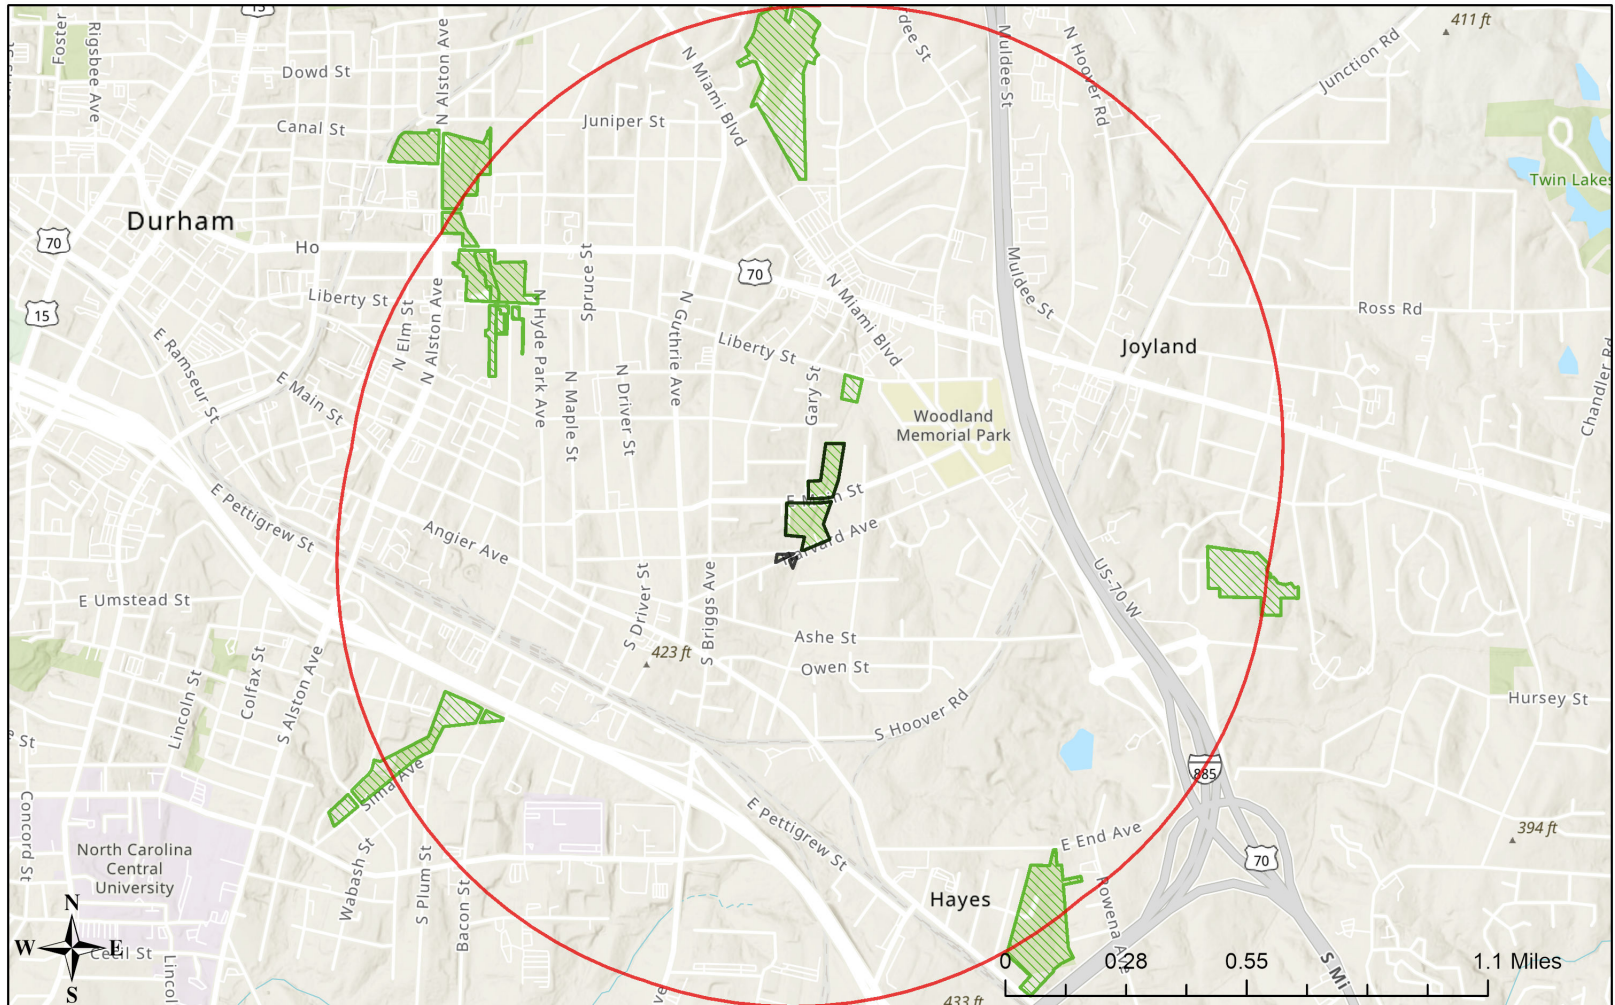 15
411 ft
Foster
Rigsbee Ave
N Alston Ave
dee St
Muldee St
N Hoover Rd
Junction Rd
Dowd St
N Miami Blvd
Canal St
Juniper St
Twin Lakes
Durham
70
Ho
Spruce St
70
Muldee St
N Miami Blvd
Liberty St
15
N Elm St
N Alston Ave
N Hyde Park Ave
N Guthrie Ave
Ross Rd
E Ramseur St
Liberty St
Joyland
Chandler Rd
E Main St
N Maple St
N Driver St
Gary St
Woodland
Memorial Park
E Pettigrew St
Angier Ave
E Main St
Harvard Ave
US-70 W
E Umstead St
S Driver St
S Briggs Ave
Ashe St
423 ft
Owen St
Lincoln St
Colfax St
S Alston Ave
S Hoover Rd
Hursey St
e St
885
Sima Ave
Concord St
E Pettigrew St
E End Ave
394 ft
North Carolina
Central
University
Wabash St
S Plum St
Bacon St
70
Hayes
Rowena Ave
N
W
E
S
Cecil St
Lincol
ve
S Mi
0
0.28
0.55
1.1 Miles
433 ft